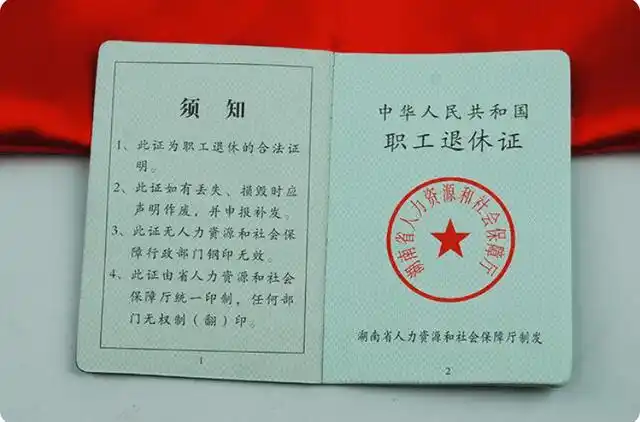 须知
1、此证为职工退休的合法证
明。
2、此证如有丢失、损毁时应
声明作废，并申报补发。
3、此证无人力资源和社会保
障行政部门钢印无效。
4、此证由省人力资源和社会
保障厅统一印制，任何部
门无权制（翻）印。
1
中华人民共和国
职工退休证
湖南省人力资源和社会保障厅
湖南省人力资源和社会保障厅制发
2